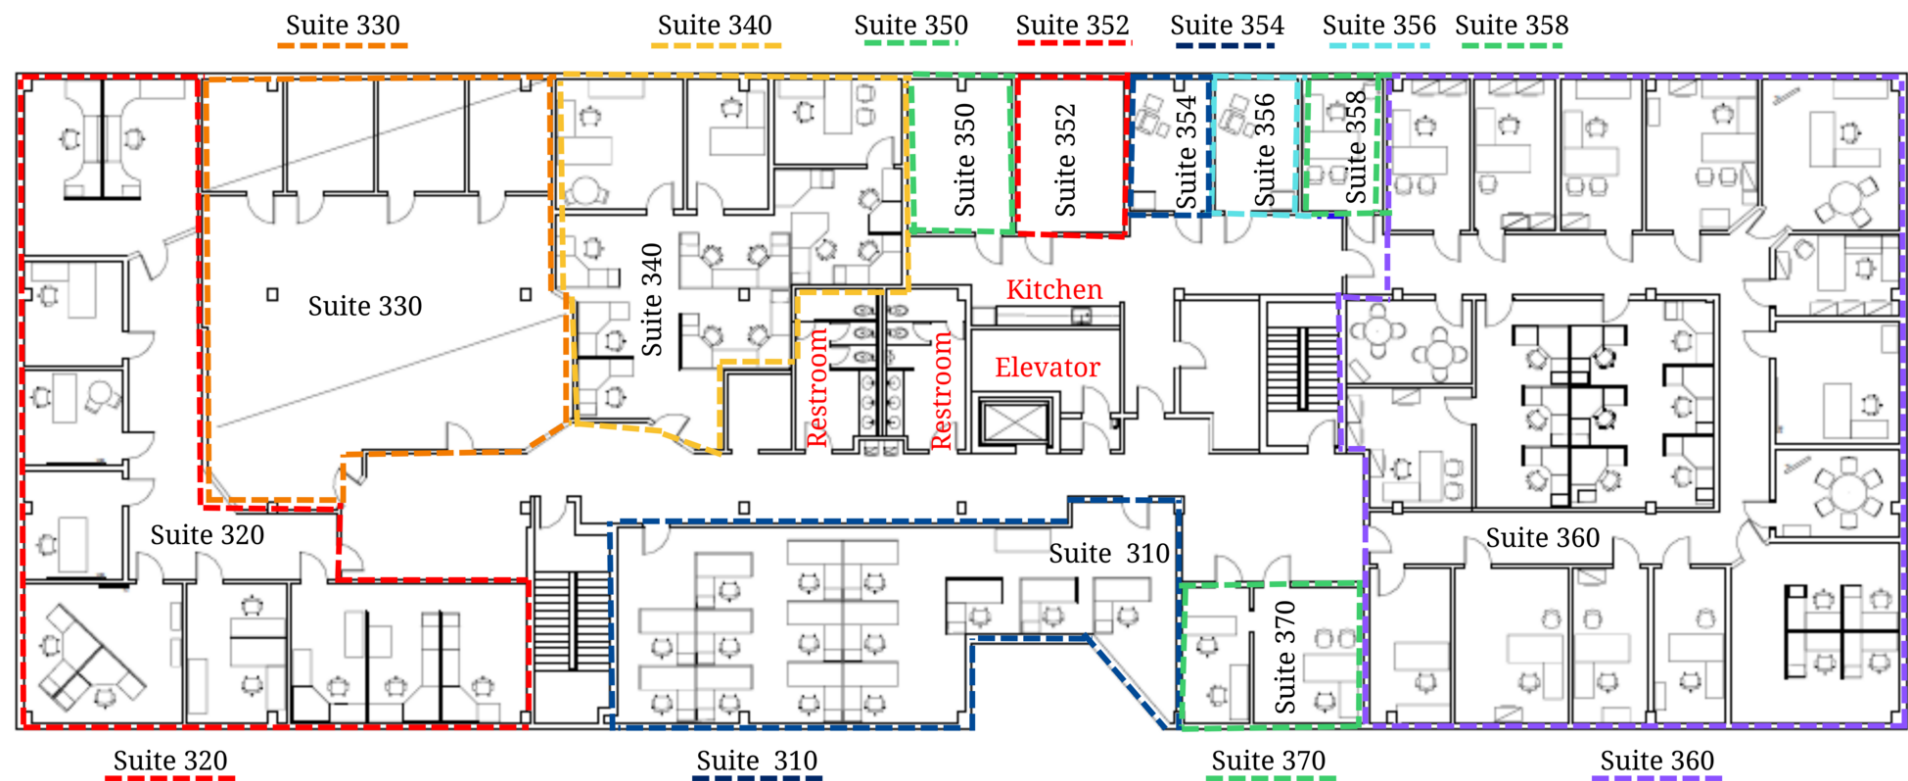 Suite 330
Suite 340
Suite 350
Suite 352
Suite 354
Suite 356
Suite 358
Suite 350
Suite 352
Suite 354
Suite 356
Suite 358
Suite 330
Suite 340
Kitchen
Elevator
Restroom
Restroom
Suite 320
Suite 310
Suite 360
Suite 370
Suite 320
Suite 310
Suite 370
Suite 360